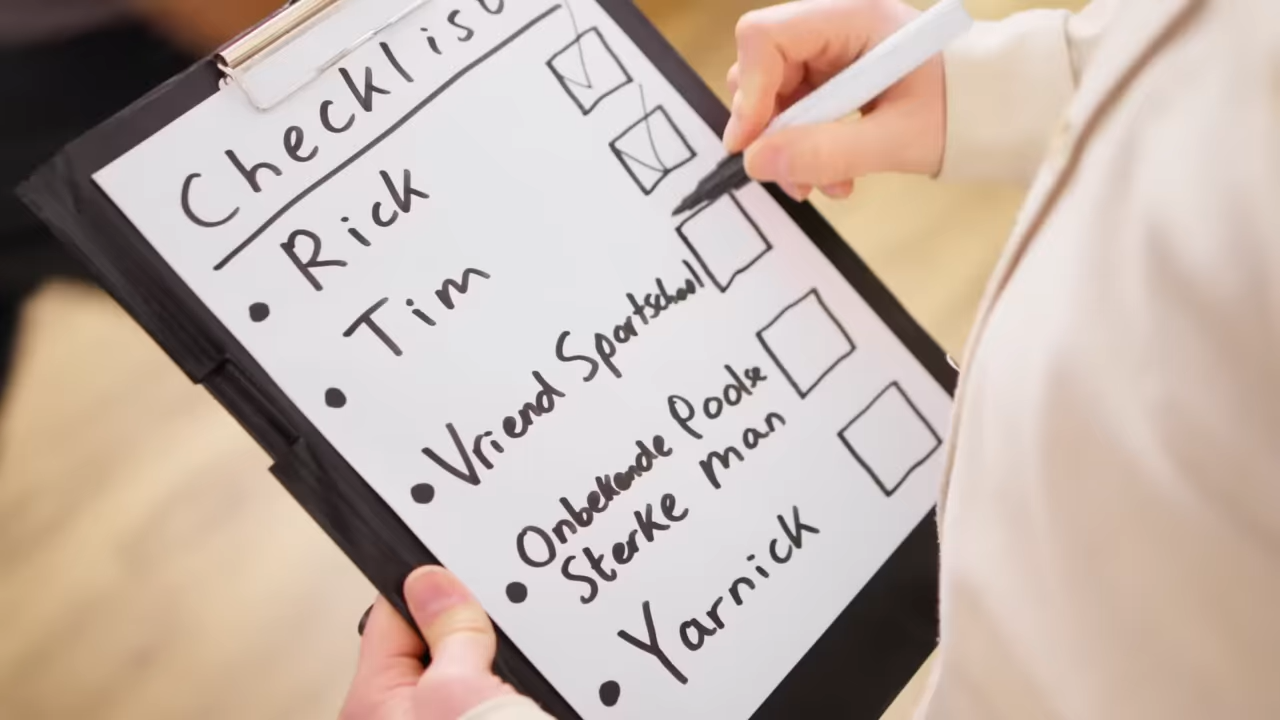 Checklist
Rick
Tim
Vriend Sportschool
Onbekende Poolse
Sterke man
Yarnick